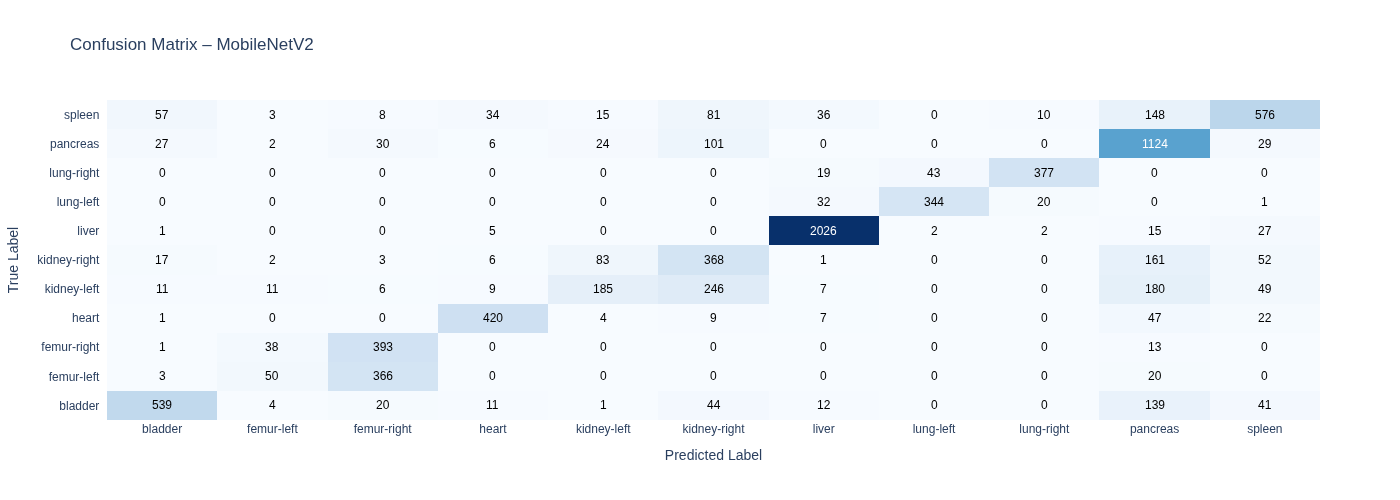 Confusion Matrix – MobileNetV2
True Label
spleen 57 3 8 34 15 81 36 0 10 148 576
pancreas 27 2 30 6 24 101 0 0 0 1124 29
lung-right 0 0 0 0 0 0 19 43 377 0 0
lung-left 0 0 0 0 0 0 32 344 20 0 1
liver 1 0 0 5 0 0 2026 2 2 15 27
kidney-right 17 2 3 6 83 368 1 0 0 161 52
kidney-left 11 11 6 9 185 246 7 0 0 180 49
heart 1 0 0 420 4 9 7 0 0 47 22
femur-right 1 38 393 0 0 0 0 0 0 13 0
femur-left 3 50 366 0 0 0 0 0 0 20 0
bladder 539 4 20 11 1 44 12 0 0 139 41
bladder femur-left femur-right heart kidney-left kidney-right liver lung-left lung-right pancreas spleen
Predicted Label